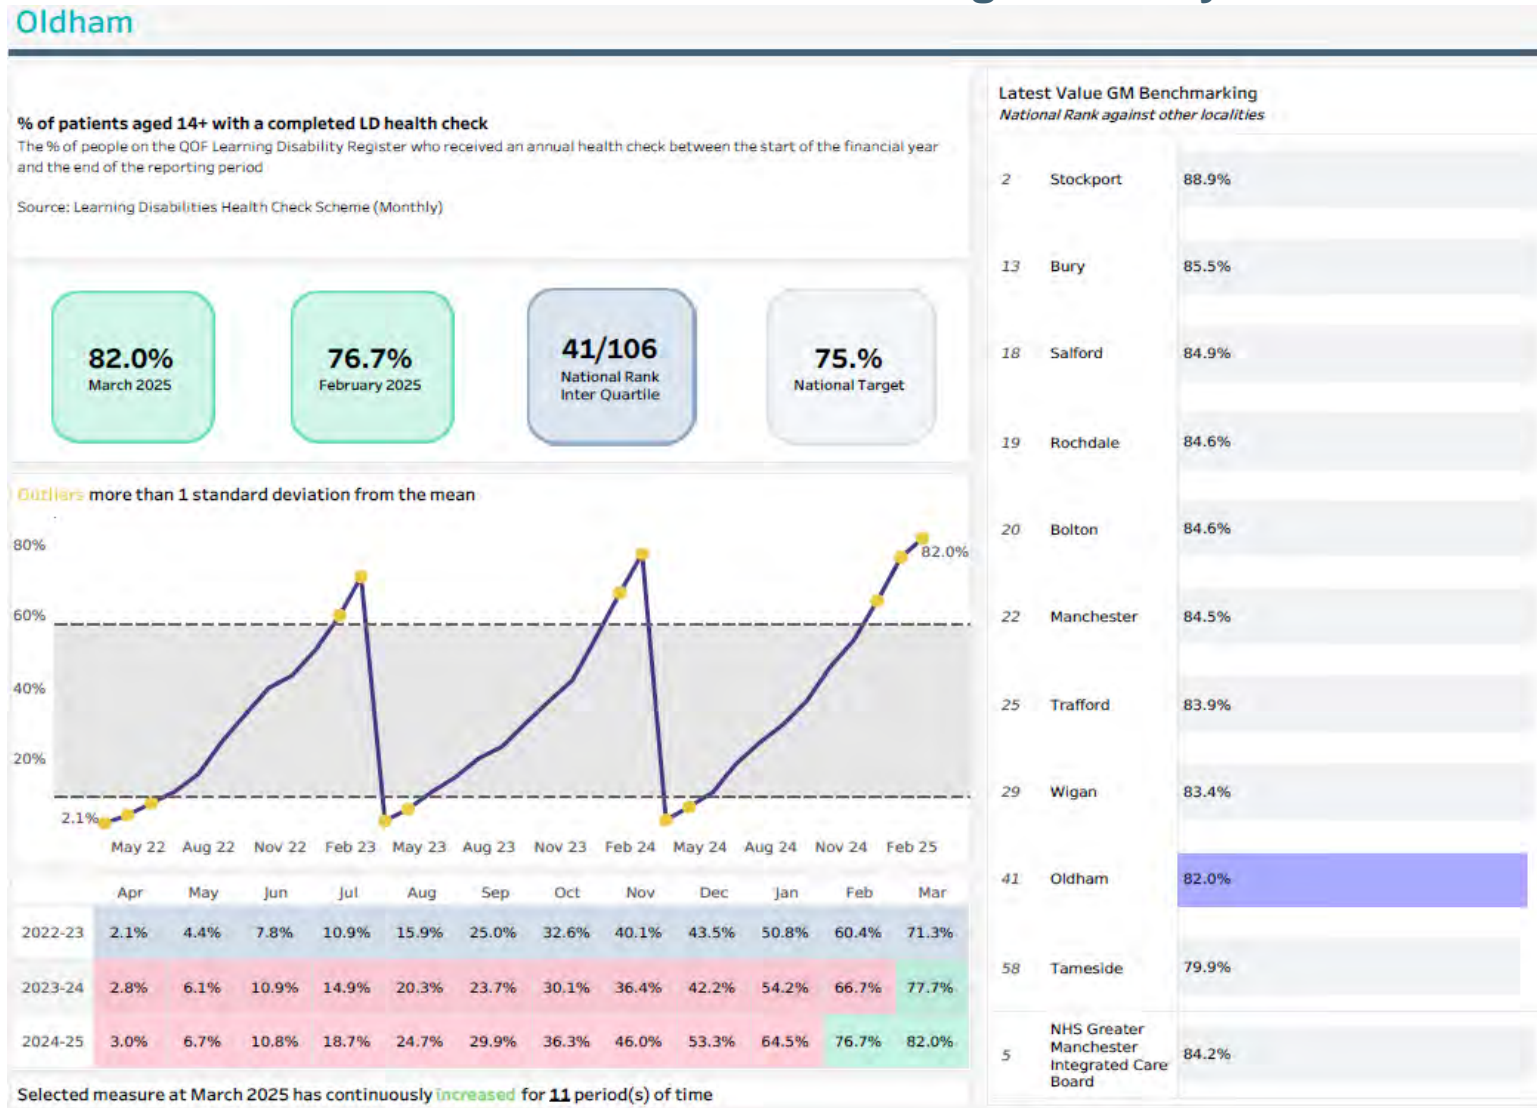 Oldham
% of patients aged 14+ with a completed LD health check
The % of people on the QOF Learning Disability Register who received an annual health check between the start of the financial year
and the end of the reporting period
Source: Learning Disabilities Health Check Scheme (Monthly)
82.0%
March 2025
76.7%
February 2025
41/106
National Rank
Inter Quartile
75.%
National Target
Outliers more than 1 standard deviation from the mean
80%
60%
40%
20%
2.1%
82.0%
May 22 Aug 22 Nov 22 Feb 23 May 23 Aug 23 Nov 23 Feb 24 May 24 Aug 24 Nov 24 Feb 25
Apr May Jun Jul Aug Sep Oct Nov Dec Jan Feb Mar
2022-23 2.1% 4.4% 7.8% 10.9% 15.9% 25.0% 32.6% 40.1% 43.5% 50.8% 60.4% 71.3%
2023-24 2.8% 6.1% 10.9% 14.9% 20.3% 23.7% 30.1% 36.4% 42.2% 54.2% 66.7% 77.7%
2024-25 3.0% 6.7% 10.8% 18.7% 24.7% 29.9% 36.3% 46.0% 53.3% 64.5% 76.7% 82.0%
Selected measure at March 2025 has continuously increased for 11 period(s) of time
Latest Value GM Benchmarking
National Rank against other localities
2 Stockport 88.9%
13 Bury 85.5%
18 Salford 84.9%
19 Rochdale 84.6%
20 Bolton 84.6%
22 Manchester 84.5%
25 Trafford 83.9%
29 Wigan 83.4%
41 Oldham 82.0%
58 Tameside 79.9%
5 NHS Greater
Manchester
Integrated Care
Board 84.2%